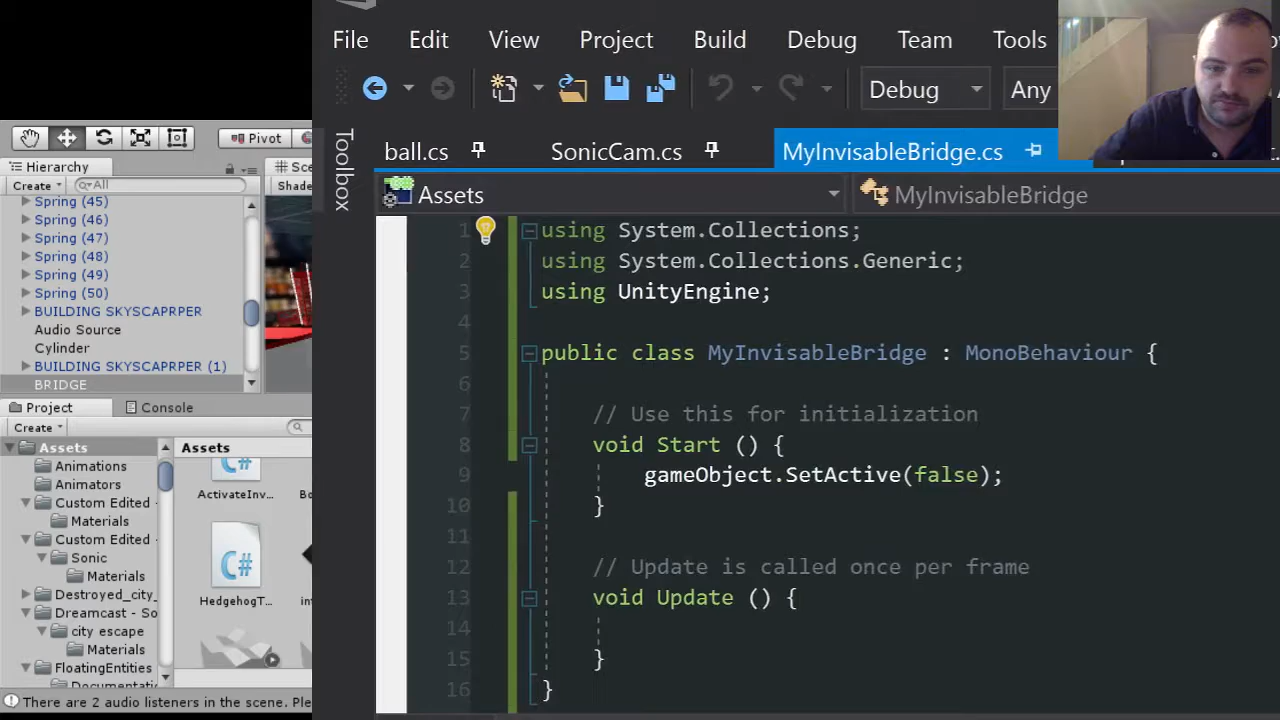 File Edit View Project Build Debug Team Tools
Debug Any
Toolbox
ball.cs SonicCam.cs MyInvisableBridge.cs
Assets MyInvisableBridge
1 using System.Collections;
2 using System.Collections.Generic;
3 using UnityEngine;
4
5 public class MyInvisableBridge : MonoBehaviour {
6
7 // Use this for initialization
8 void Start () {
9 gameObject.SetActive(false);
10 }
11
12 // Update is called once per frame
13 void Update () {
14
15 }
16 }
Pivot
Hierarchy
Create All
Shade
Spring (45)
Spring (46)
Spring (47)
Spring (48)
Spring (49)
Spring (50)
BUILDING SKYSCAPRPER
Audio Source
Cylinder
BUILDING SKYSCAPRPER (1)
BRIDGE
Project Console
Create
Assets
Animations
Animators
Custom Edited
Materials
Custom Edited
Sonic
Materials
Destroyed_city_
Dreamcast - So
city escape
Materials
FloatingEntities
Assets
ActivateInv...
HedgehogT...
There are 2 audio listeners in the scene. Ple